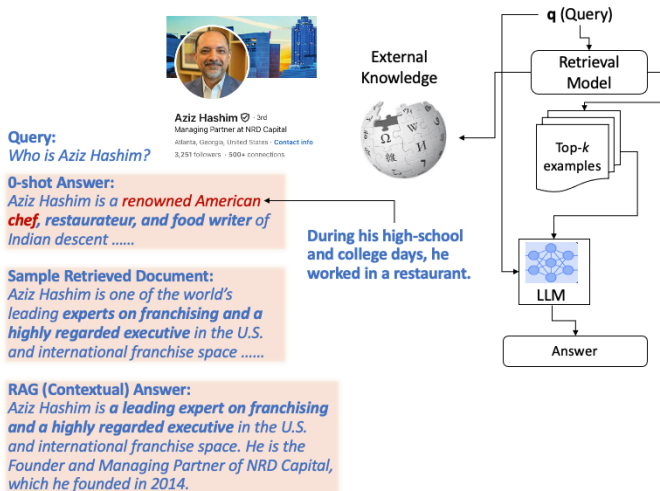 q (Query)
Retrieval
Model
External
Knowledge
Top-k
examples
LLM
Answer
Aziz Hashim · 3rd
Managing Partner at NRD Capital
Atlanta, Georgia, United States · Contact info
3,251 followers · 500+ connections
Query:
Who is Aziz Hashim?
0-shot Answer:
Aziz Hashim is a renowned American
chef, restaurateur, and food writer of
Indian descent ......
During his high-school
and college days, he
worked in a restaurant.
Sample Retrieved Document:
Aziz Hashim is one of the world's
leading experts on franchising and a
highly regarded executive in the U.S.
and international franchise space ......
RAG (Contextual) Answer:
Aziz Hashim is a leading expert on franchising
and a highly regarded executive in the U.S.
and international franchise space. He is the
Founder and Managing Partner of NRD Capital,
which he founded in 2014.